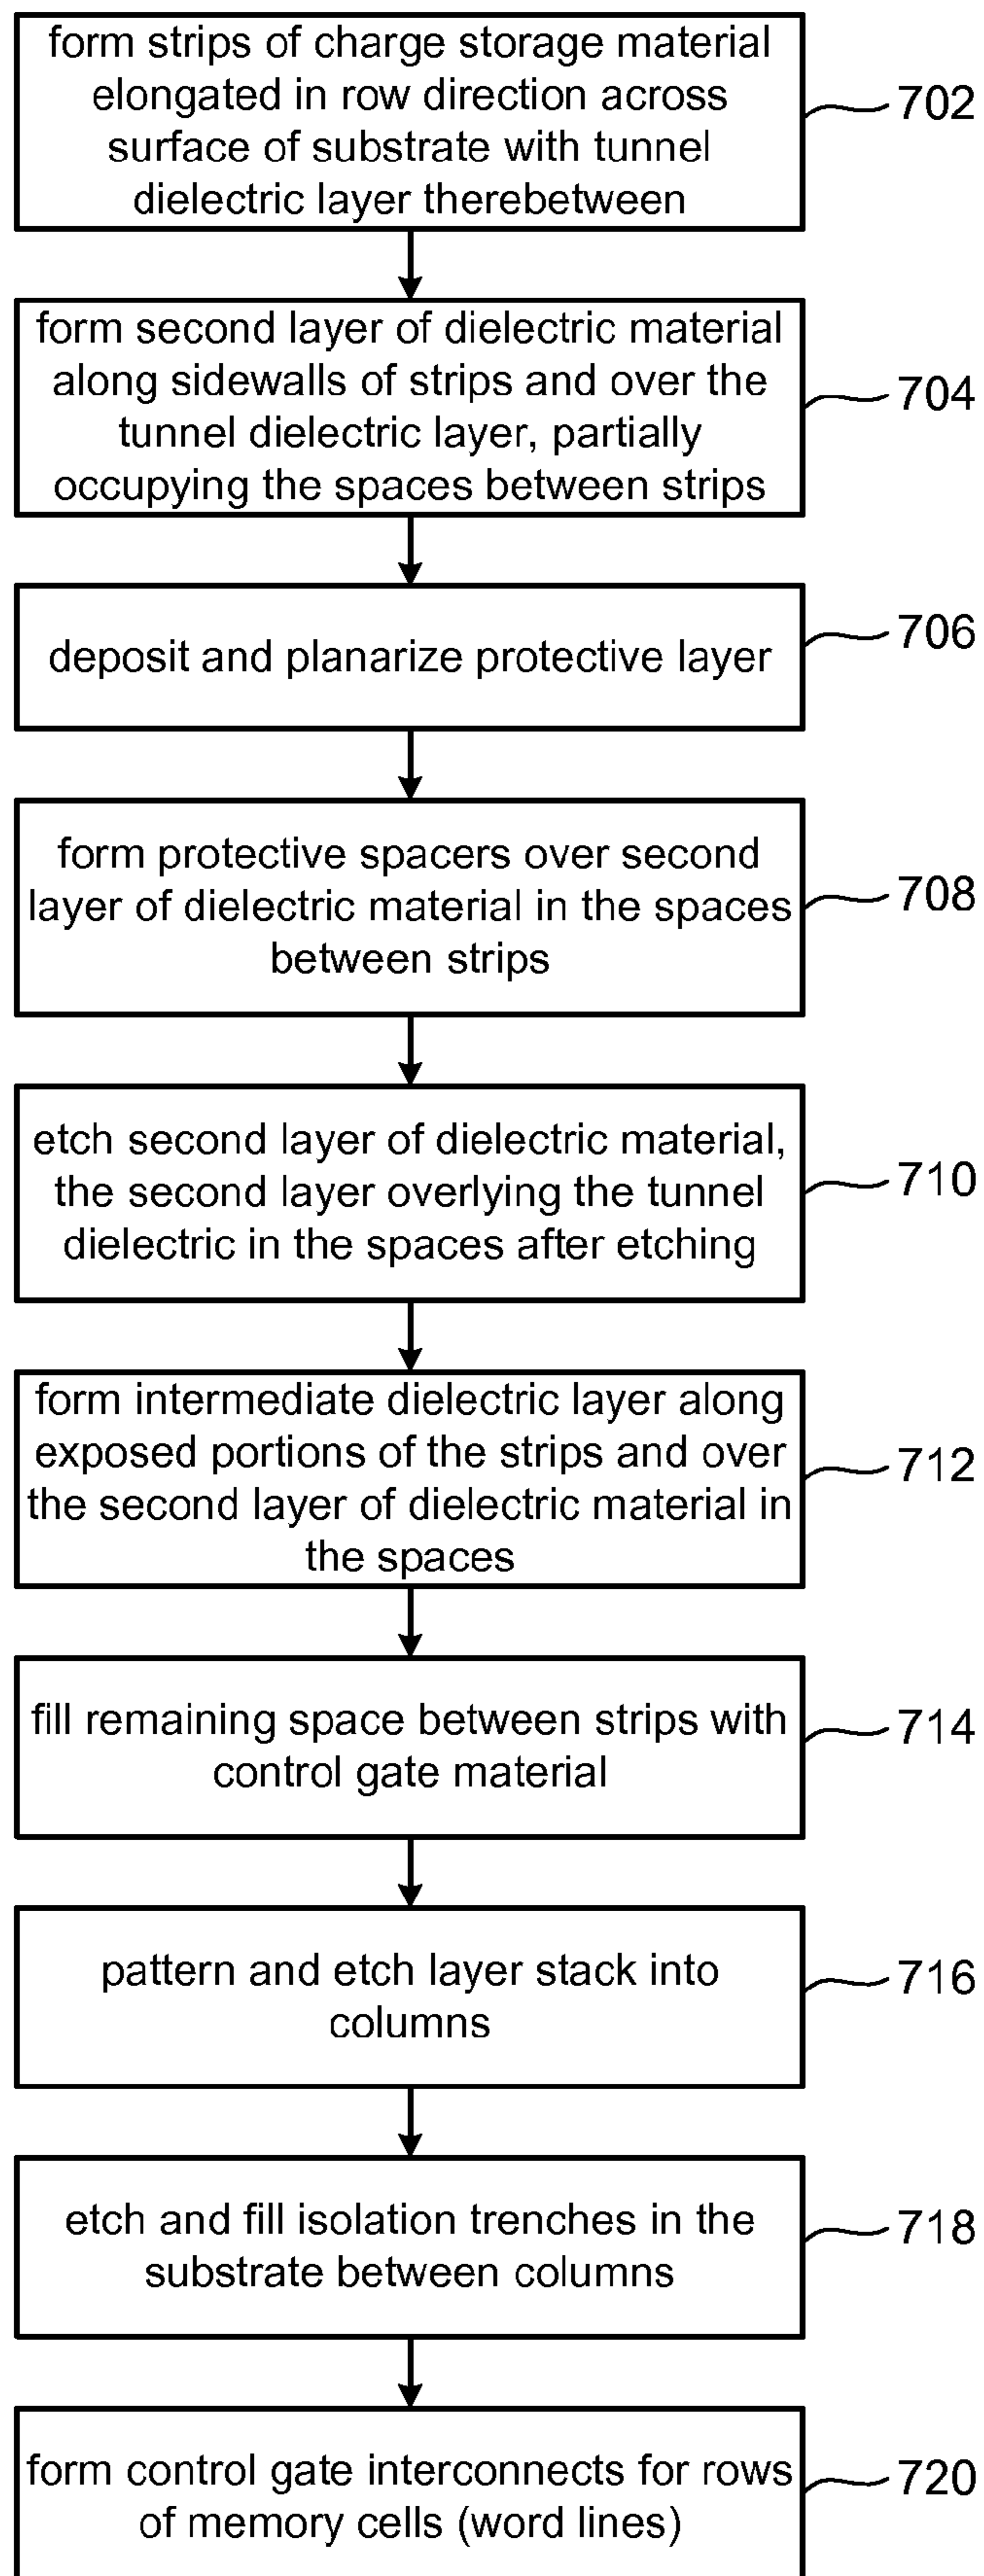 form strips of charge storage material
elongated in row direction across
surface of substrate with tunnel
dielectric layer therebetween
702
form second layer of dielectric material
along sidewalls of strips and over the
tunnel dielectric layer, partially
occupying the spaces between strips
704
deposit and planarize protective layer
706
form protective spacers over second
layer of dielectric material in the spaces
between strips
708
etch second layer of dielectric material,
the second layer overlying the tunnel
dielectric in the spaces after etching
710
form intermediate dielectric layer along
exposed portions of the strips and over
the second layer of dielectric material in
the spaces
712
fill remaining space between strips with
control gate material
714
pattern and etch layer stack into
columns
716
etch and fill isolation trenches in the
substrate between columns
718
form control gate interconnects for rows
of memory cells (word lines)
720